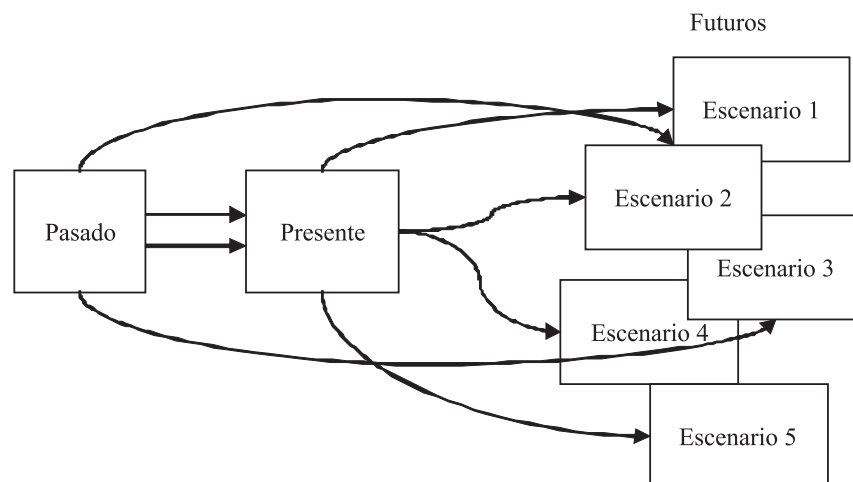 Futuros
Escenario 1
Escenario 2
Pasado
Presente
Escenario 3
Escenario 4
Escenario 5